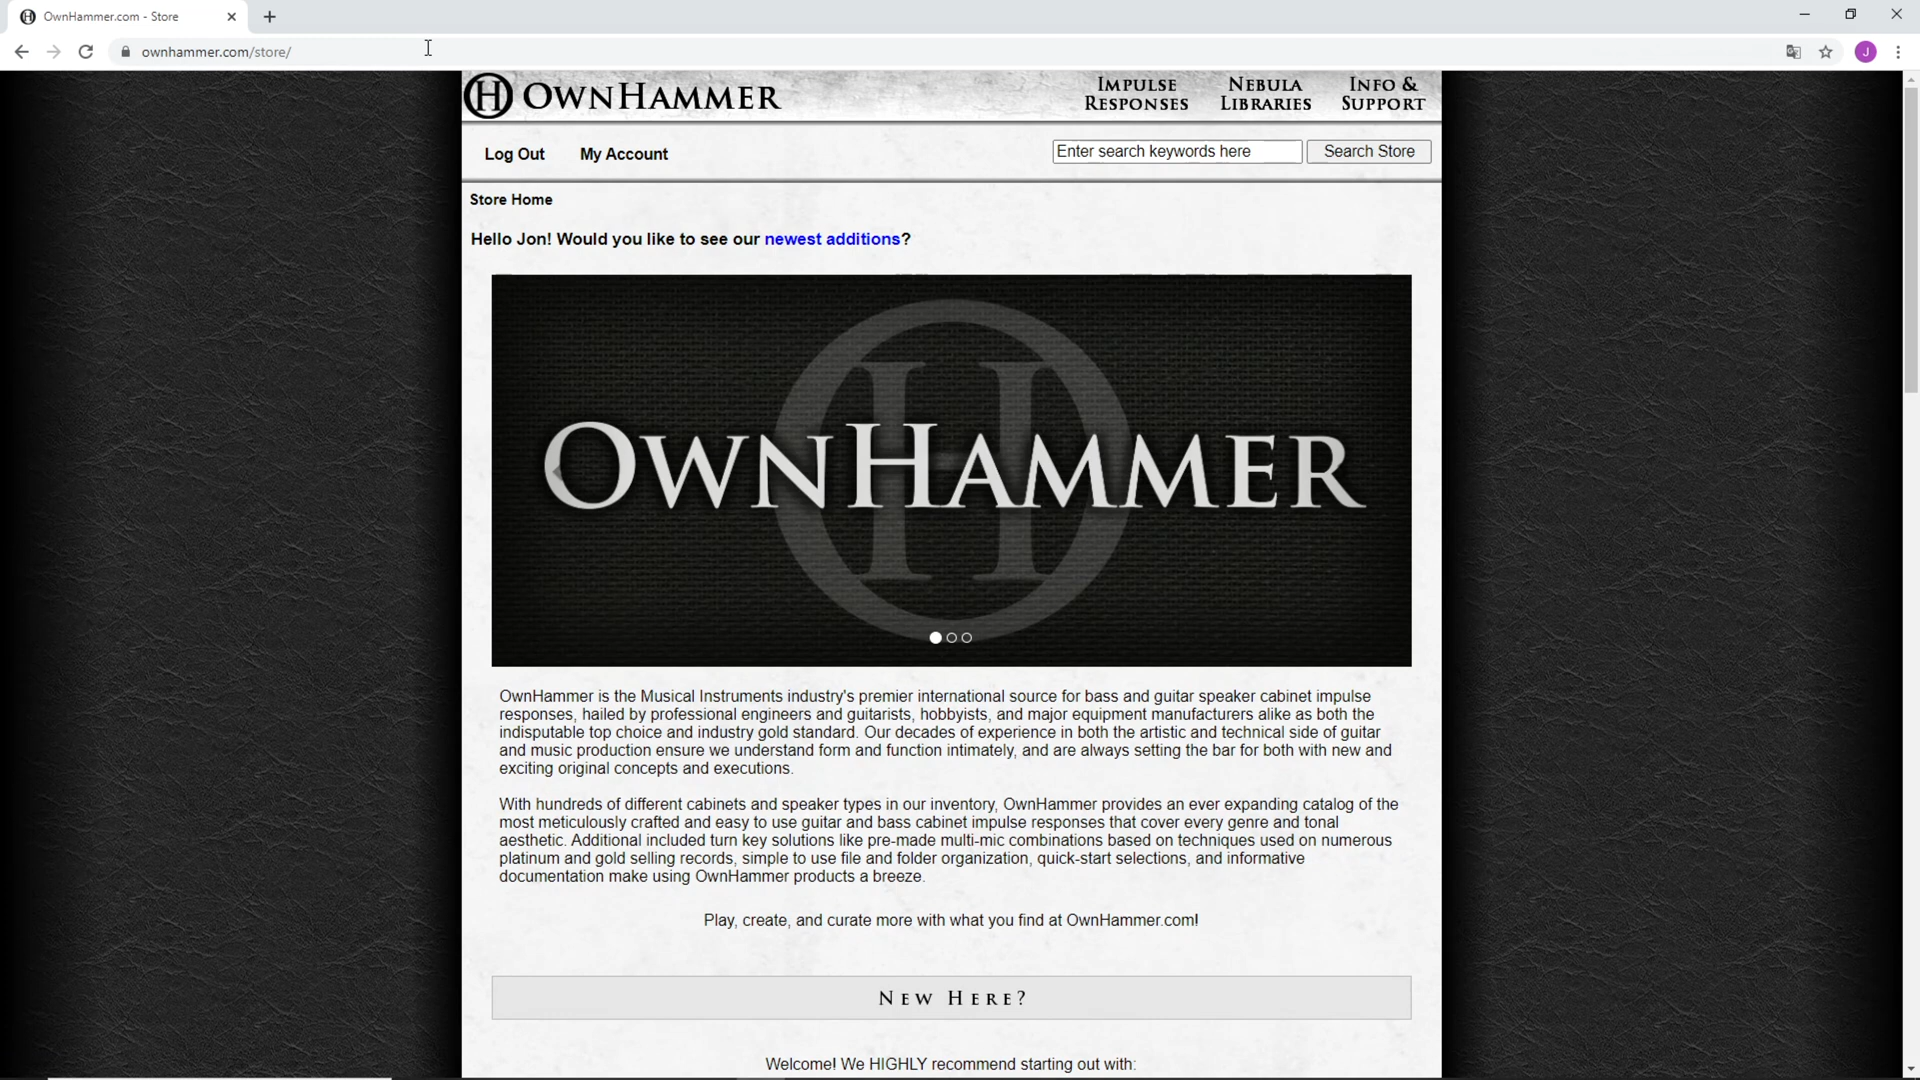 OwnHammer.com - Store
ownhammer.com/store/
J
OWNHAMMER
IMPULSE RESPONSES
NEBULA LIBRARIES
INFO & SUPPORT
Log Out
My Account
Enter search keywords here
Search Store
Store Home
Hello Jon! Would you like to see our newest additions?
OWNHAMMER
OwnHammer is the Musical Instruments industry's premier international source for bass and guitar speaker cabinet impulse
responses, hailed by professional engineers and guitarists, hobbyists, and major equipment manufacturers alike as both the
indisputable top choice and industry gold standard. Our decades of experience in both the artistic and technical side of guitar
and music production ensure we understand form and function intimately, and are always setting the bar for both with new and
exciting original concepts and executions.
With hundreds of different cabinets and speaker types in our inventory, OwnHammer provides an ever expanding catalog of the
most meticulously crafted and easy to use guitar and bass cabinet impulse responses that cover every genre and tonal
aesthetic. Additional included turn key solutions like pre-made multi-mic combinations based on techniques used on numerous
platinum and gold selling records, simple to use file and folder organization, quick-start selections, and informative
documentation make using OwnHammer products a breeze.
Play, create, and curate more with what you find at OwnHammer.com!
NEW HERE?
Welcome! We HIGHLY recommend starting out with: